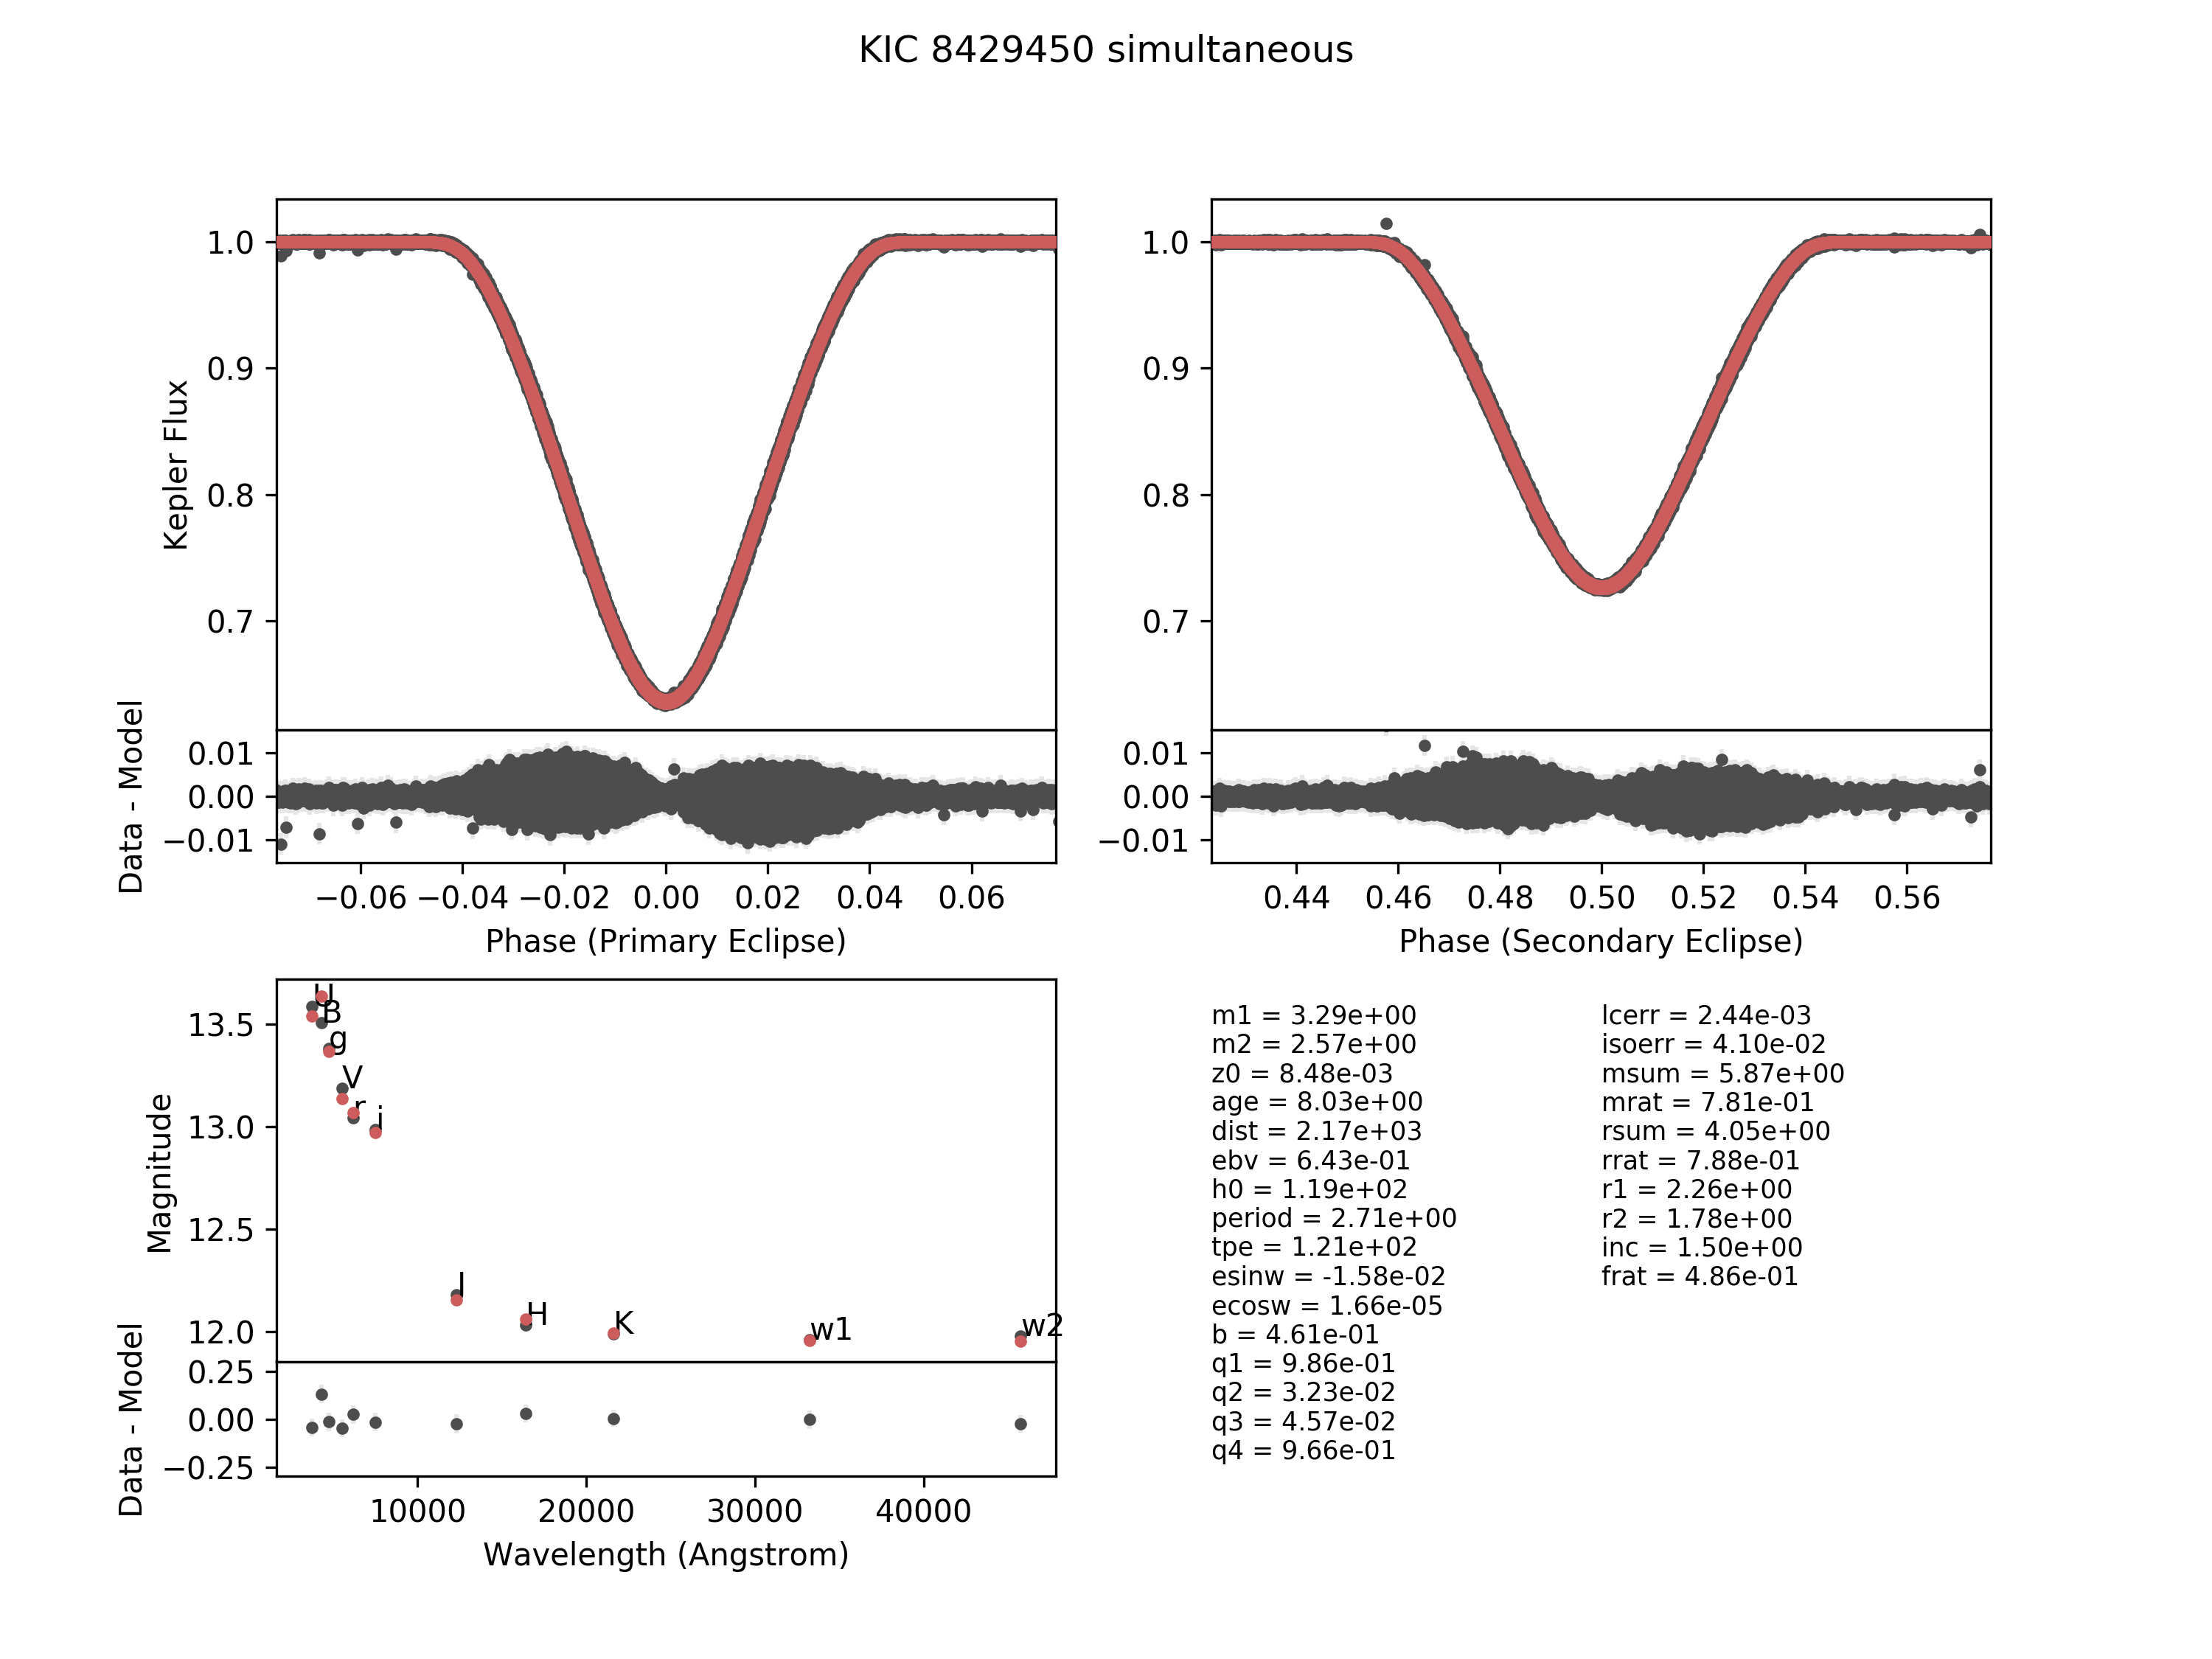 KIC 8429450 simultaneous
Kepler Flux
1.0
0.9
0.8
0.7
1.0
0.9
0.8
0.7
Data - Model
0.01
0.00
−0.01
0.01
0.00
−0.01
−0.06 −0.04 −0.02 0.00 0.02 0.04 0.06
Phase (Primary Eclipse)
0.44 0.46 0.48 0.50 0.52 0.54 0.56
Phase (Secondary Eclipse)
Magnitude
13.5
13.0
12.5
12.0
U
B
g
V
r
i
J
H
K
w1
w2
Data - Model
0.25
0.00
−0.25
10000 20000 30000 40000
Wavelength (Angstrom)
m1 = 3.29e+00
m2 = 2.57e+00
z0 = 8.48e-03
age = 8.03e+00
dist = 2.17e+03
ebv = 6.43e-01
h0 = 1.19e+02
period = 2.71e+00
tpe = 1.21e+02
esinw = -1.58e-02
ecosw = 1.66e-05
b = 4.61e-01
q1 = 9.86e-01
q2 = 3.23e-02
q3 = 4.57e-02
q4 = 9.66e-01
lcerr = 2.44e-03
isoerr = 4.10e-02
msum = 5.87e+00
mrat = 7.81e-01
rsum = 4.05e+00
rrat = 7.88e-01
r1 = 2.26e+00
r2 = 1.78e+00
inc = 1.50e+00
frat = 4.86e-01